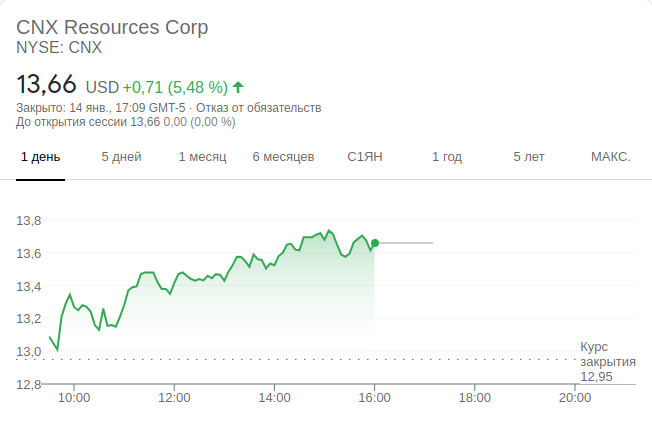 CNX Resources Corp
NYSE: CNX
13,66 USD +0,71 (5,48 %)
Закрыто: 14 янв., 17:09 GMT-5 · Отказ от обязательств
До открытия сессии 13,66 0,00 (0,00 %)
1 день 5 дней 1 месяц 6 месяцев С1ЯН 1 год 5 лет МАКС.
13,8
13,6
13,4
13,2
13,0
Курс
закрытия
12,95
12,8
10:00 12:00 14:00 16:00 18:00 20:00